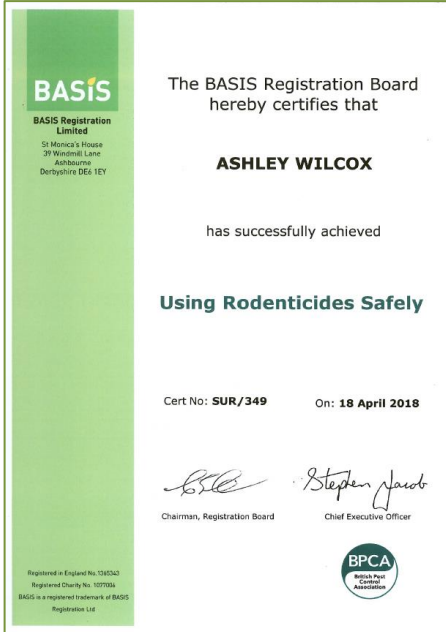 BASIS
BASIS Registration
Limited
St Monica's House
39 Windmill Lane
Ashbourne
Derbyshire DE6 1EY
The BASIS Registration Board
hereby certifies that
ASHLEY WILCOX
has successfully achieved
Using Rodenticides Safely
Cert No: SUR/349
On: 18 April 2018
Stephen Jacob
Chairman, Registration Board
Chief Executive Officer
BPCA
British Pest
Control
Association
Registered in England No.1365343
Registered Charity No. 1077006
BASIS is a registered trademark of BASIS
Registration Ltd